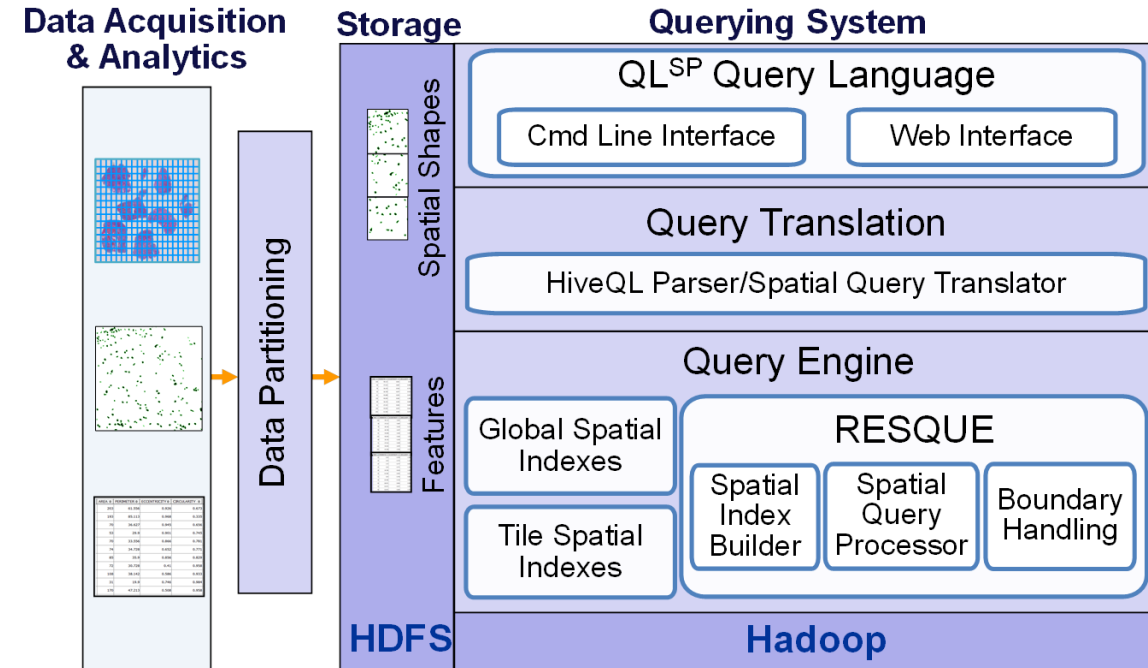 Data Acquisition
& Analytics
Storage
Querying System
Data Partitioning
Spatial Shapes
Features
HDFS
QLSP Query Language
Cmd Line Interface
Web Interface
Query Translation
HiveQL Parser/Spatial Query Translator
Query Engine
Global Spatial
Indexes
Tile Spatial
Indexes
RESQUE
Spatial
Index
Builder
Spatial
Query
Processor
Boundary
Handling
Hadoop